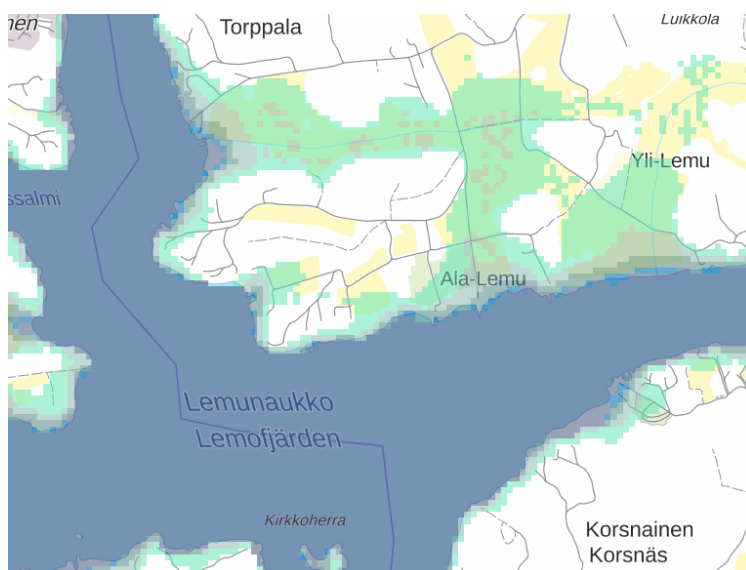 Torppala
Luikkola
Yli-Lemu
Ala-Lemu
Lemunaukko
Lemofjärden
Kirkkoherra
Korsnainen
Korsnäs